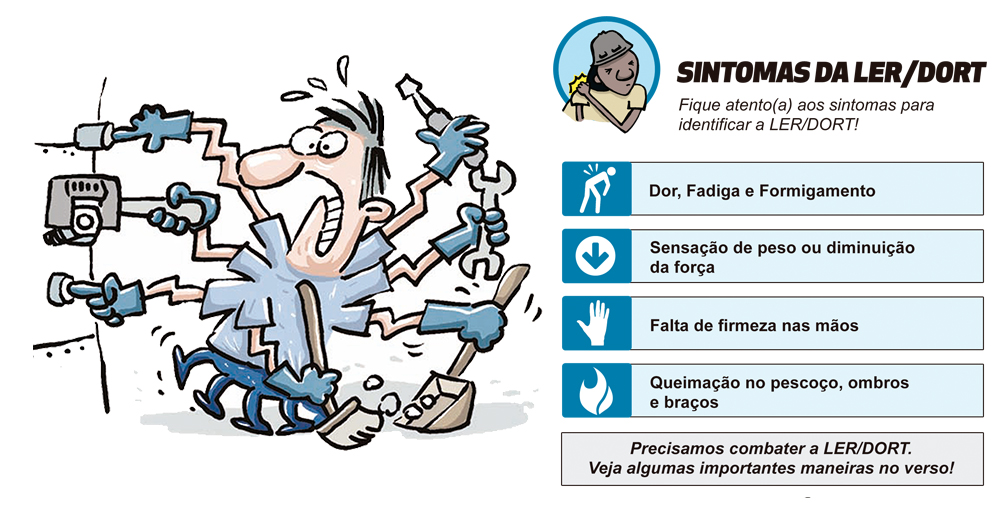 SINTOMAS DA LER/DORT
Fique atento(a) aos sintomas para
identificar a LER/DORT!
Dor, Fadiga e Formigamento
Sensação de peso ou diminuição
da força
Falta de firmeza nas mãos
Queimação no pescoço, ombros
e braços
Precisamos combater a LER/DORT.
Veja algumas importantes maneiras no verso!